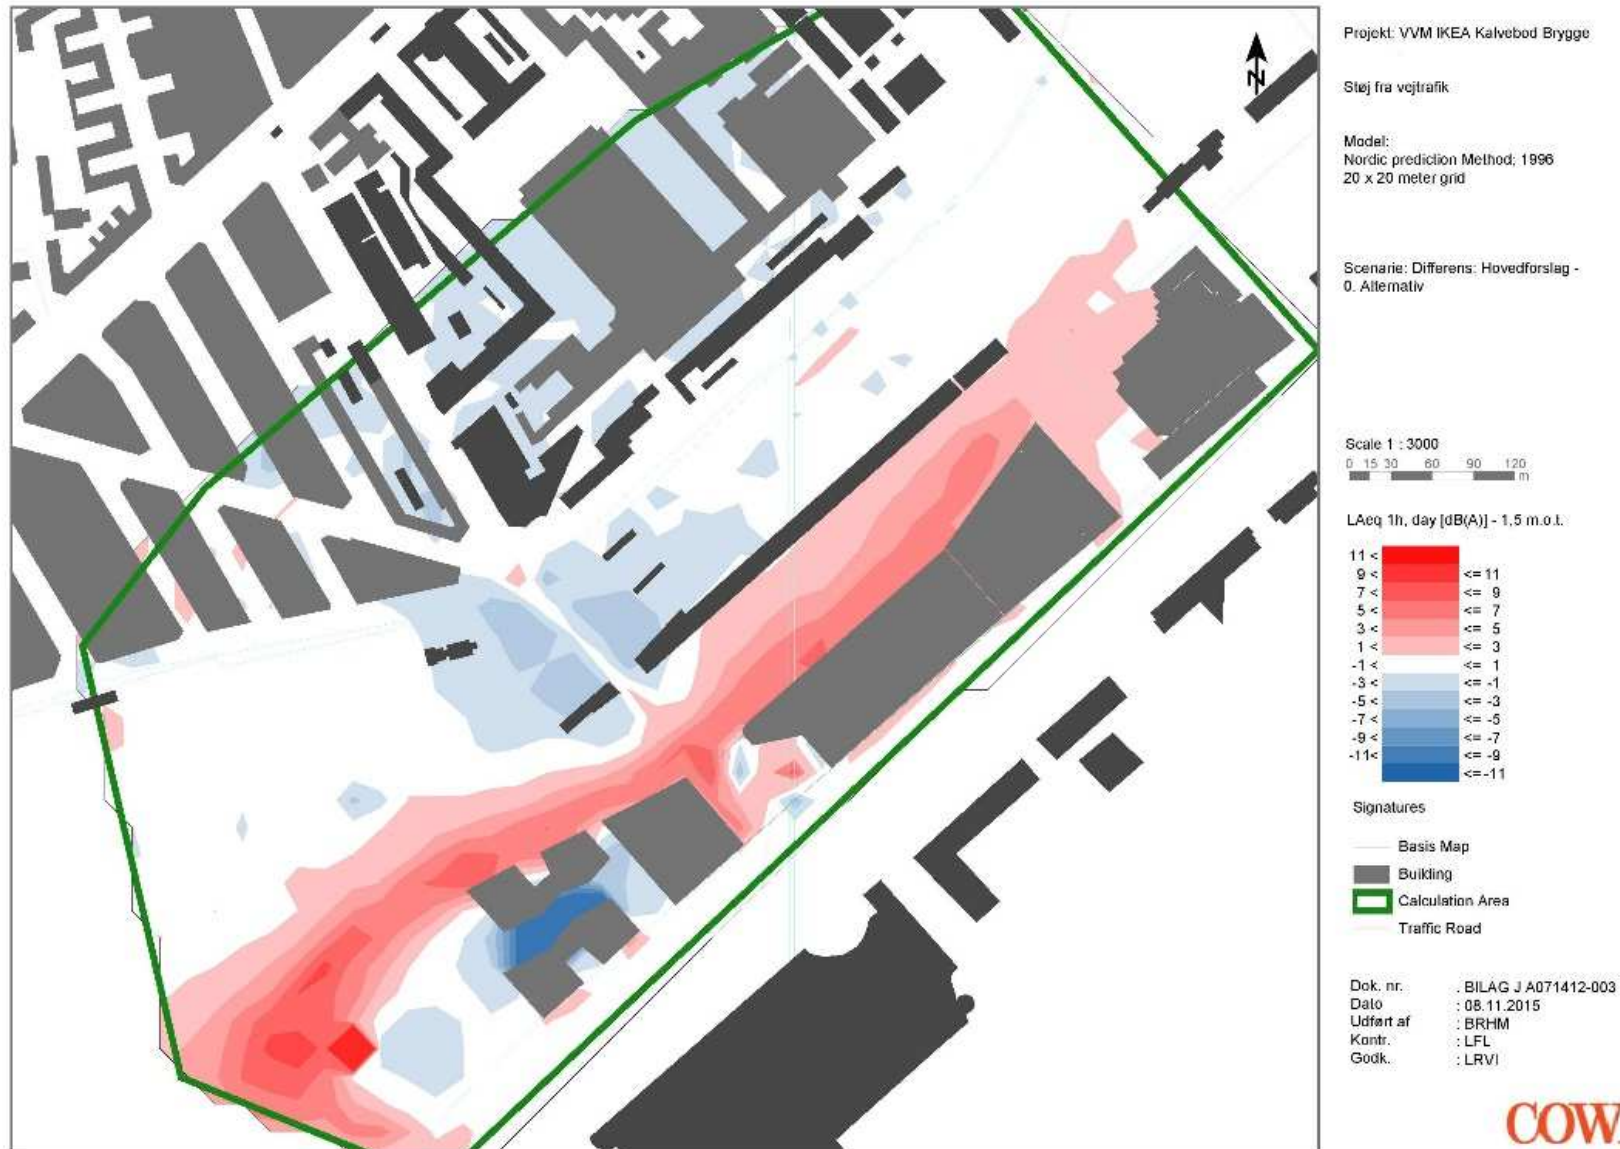 N
Projekt: VVM IKEA Kalvebod Brygge
Støj fra vejtrafik
Model:
Nordic prediction Method; 1996
20 x 20 meter grid
Scenarie: Differens: Hovedforslag -
0. Alternativ
Scale 1 : 3000
0 15 30 60 90 120
m
LAeq 1h, day [dB(A)] - 1,5 m.o.t.
11 <
9 < <= 11
7 < <= 9
5 < <= 7
3 < <= 5
1 < <= 3
-1 < <= 1
-3 < <= -1
-5 < <= -3
-7 < <= -5
-9 < <= -7
-11< <= -9
<=-11
Signatures
Basis Map
Building
Calculation Area
Traffic Road
Dok. nr. : BILAG J A071412-003
Dato : 08.11.2015
Udført af : BRHM
Kontr. : LFL
Godk. : LRVI
COW